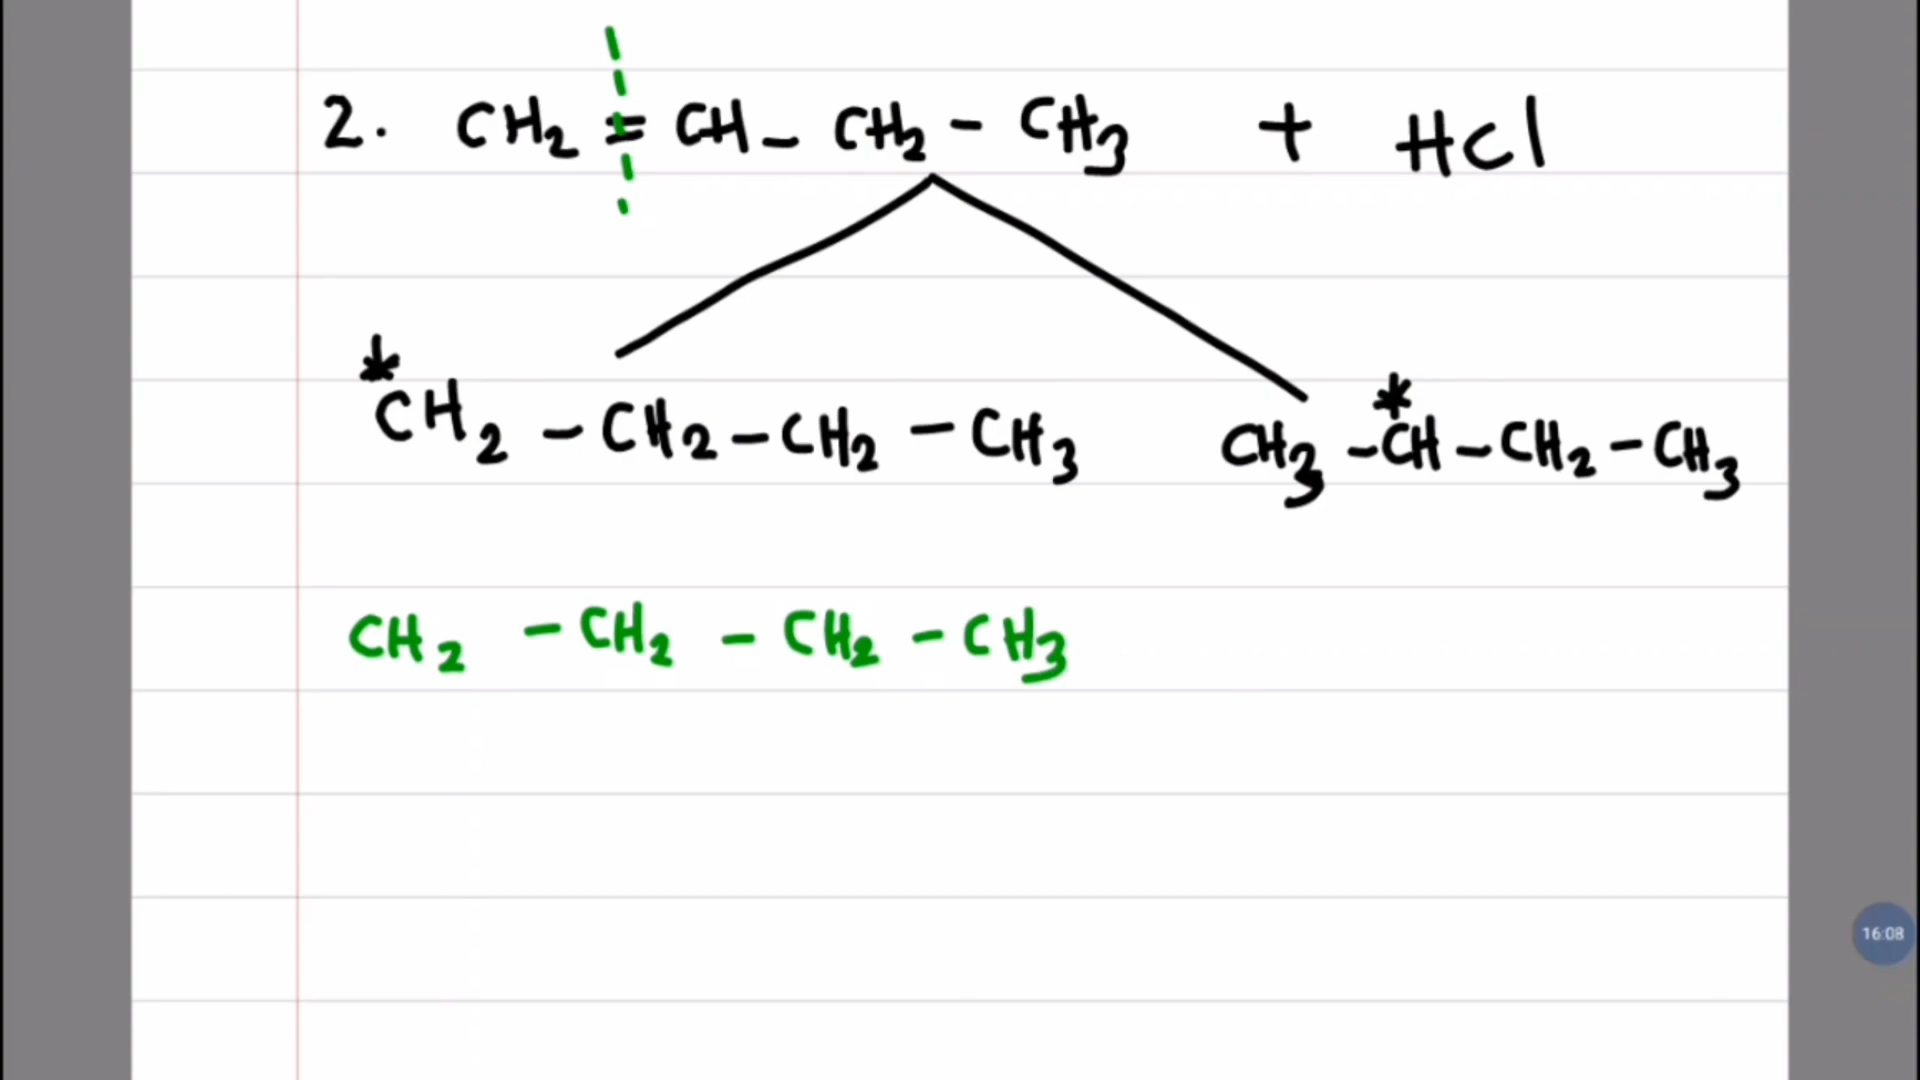 2. CH₂ = CH - CH₂ - CH₃ + HCl
*CH₂ - CH₂ - CH₂ - CH₃ CH₃ - *CH - CH₂ - CH₃
CH₂ - CH₂ - CH₂ - CH₃
16:08